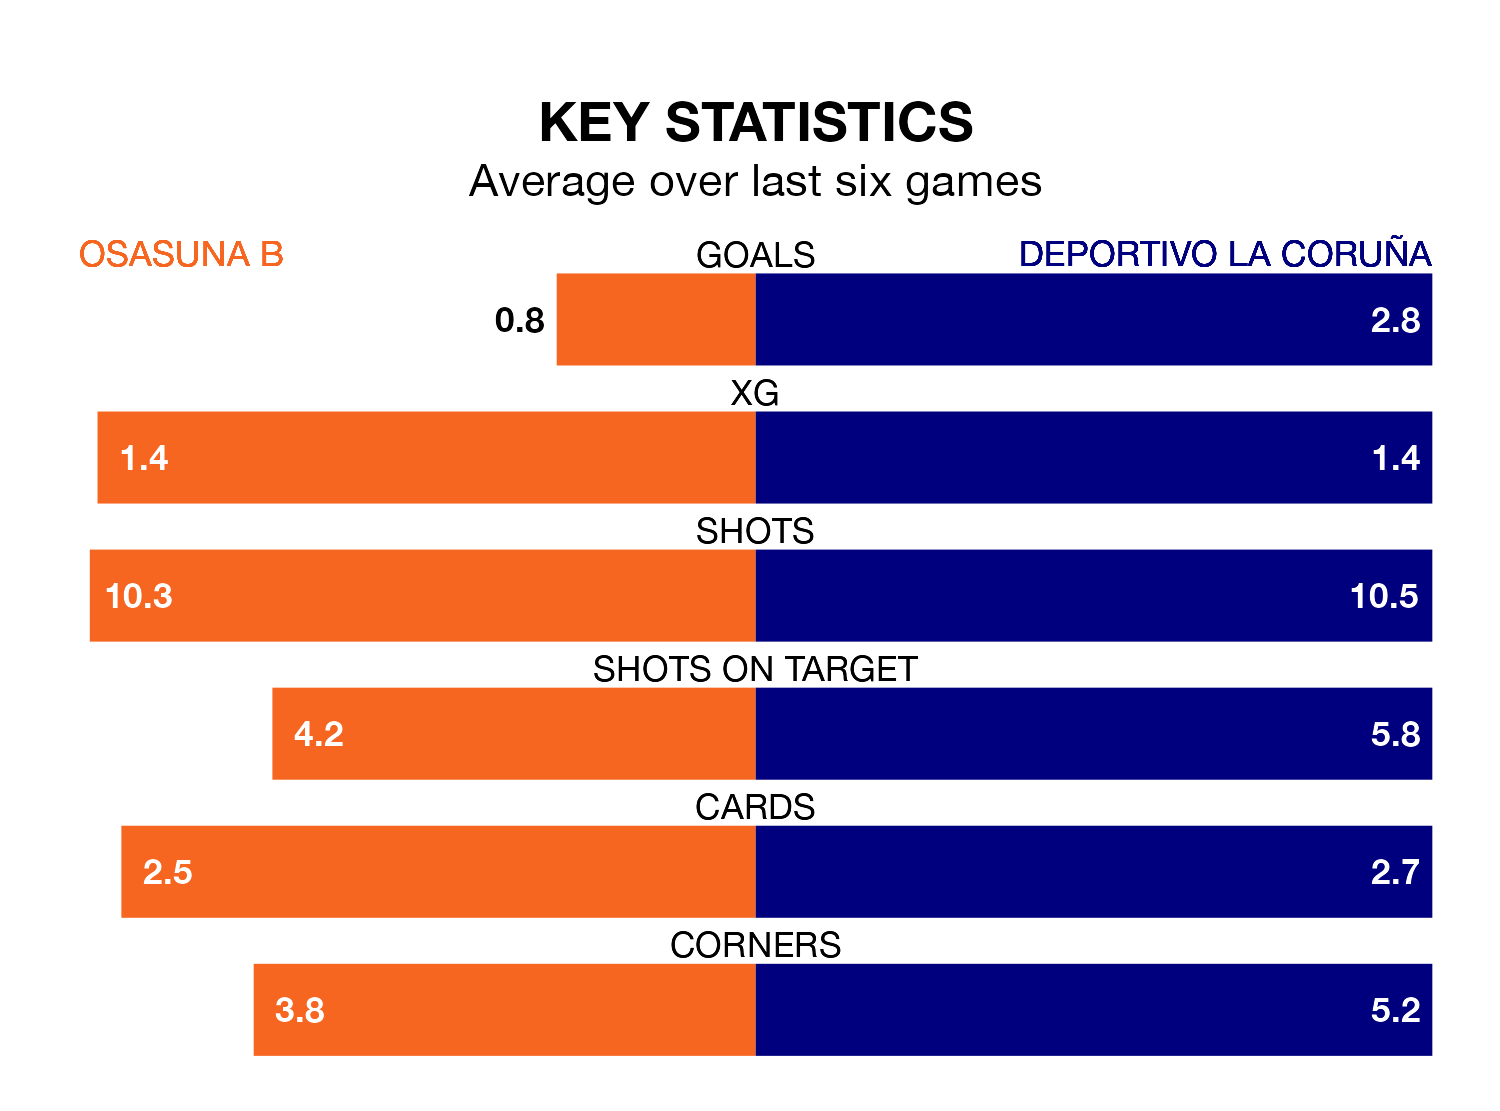 KEY STATISTICS
Average over last six games
OSASUNA B GOALS DEPORTIVO LA CORUÑA
0.8 2.8
XG
1.4 1.4
SHOTS
10.3 10.5
SHOTS ON TARGET
4.2 5.8
CARDS
2.5 2.7
CORNERS
3.8 5.2